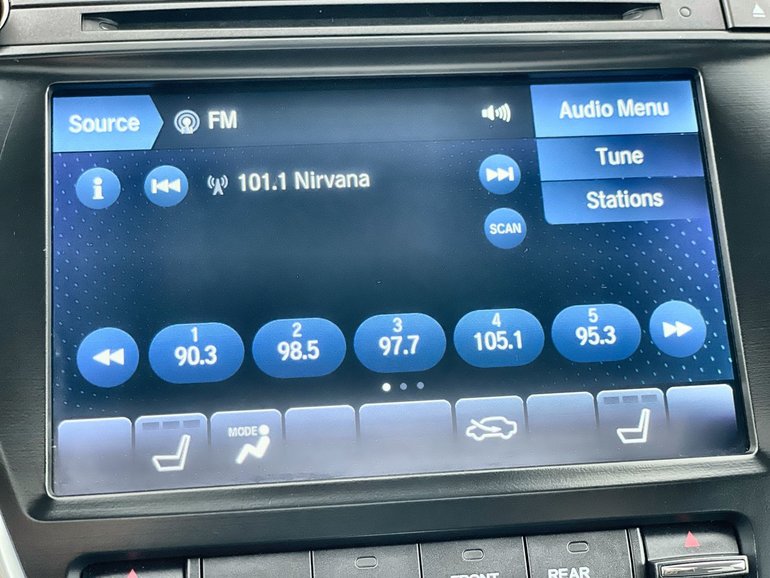 Source
FM
Audio Menu
101.1 Nirvana
Tune
SCAN
Stations
1
90.3
2
98.5
3
97.7
4
105.1
5
95.3
MODE
FRONT
REAR